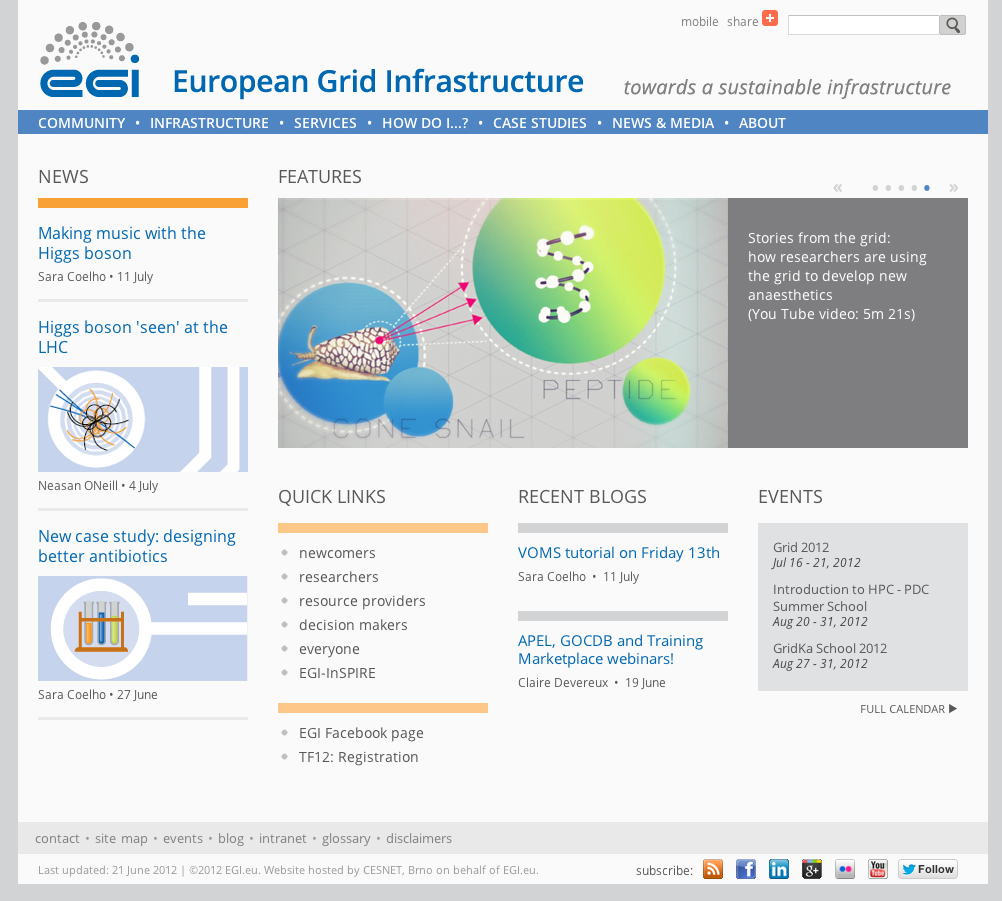 mobile share
egi
European Grid Infrastructure
towards a sustainable infrastructure
COMMUNITY • INFRASTRUCTURE • SERVICES • HOW DO I...? • CASE STUDIES • NEWS & MEDIA • ABOUT
NEWS
Making music with the
Higgs boson
Sara Coelho • 11 July
Higgs boson 'seen' at the
LHC
Neasan ONeill • 4 July
New case study: designing
better antibiotics
Sara Coelho • 27 June
FEATURES
« »
PEPTIDE
CONE SNAIL
Stories from the grid:
how researchers are using
the grid to develop new
anaesthetics
(You Tube video: 5m 21s)
QUICK LINKS
newcomers
researchers
resource providers
decision makers
everyone
EGI-InSPIRE
EGI Facebook page
TF12: Registration
RECENT BLOGS
VOMS tutorial on Friday 13th
Sara Coelho • 11 July
APEL, GOCDB and Training
Marketplace webinars!
Claire Devereux • 19 June
EVENTS
Grid 2012
Jul 16 - 21, 2012
Introduction to HPC - PDC
Summer School
Aug 20 - 31, 2012
GridKa School 2012
Aug 27 - 31, 2012
FULL CALENDAR
contact • site map • events • blog • intranet • glossary • disclaimers
Last updated: 21 June 2012 | ©2012 EGI.eu. Website hosted by CESNET, Brno on behalf of EGI.eu.
subscribe: f in g+ You Tube Follow